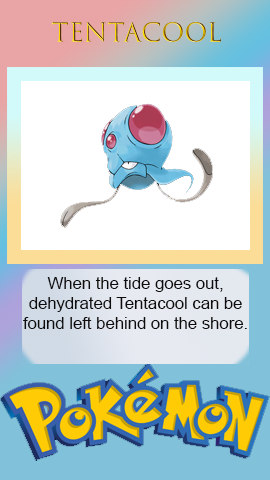 TENTACOOL
When the tide goes out,
dehydrated Tentacool can be
found left behind on the shore.
POKéMON